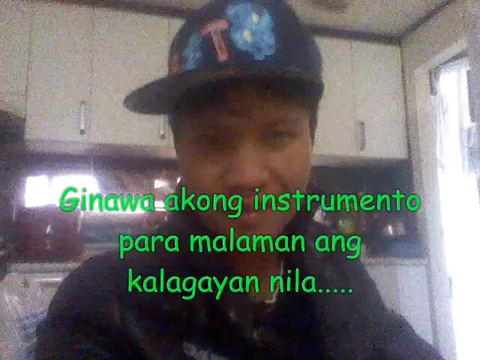 Ginawa akong instrumento
para malaman ang
kalagayan nila.....